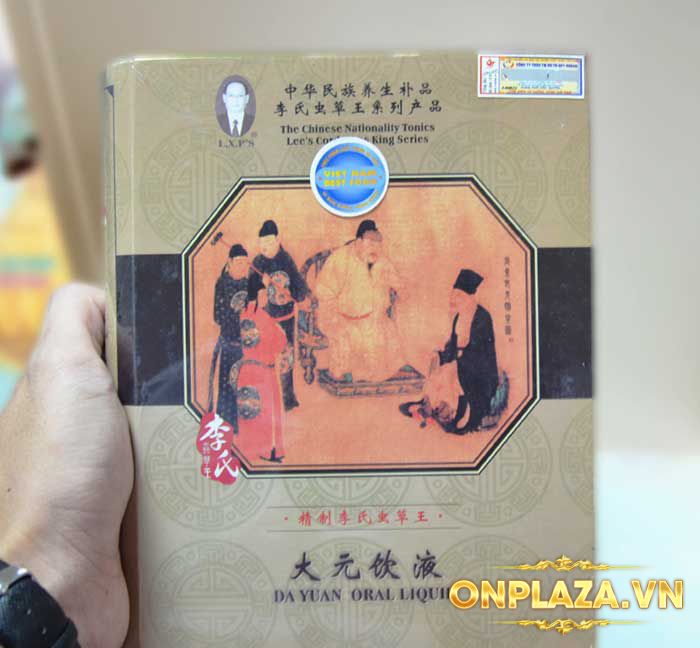 中华民族养生补品
李氏虫草王系列产品
The Chinese Nationality Tonics
Lee's King Series
L.X.P'S ®
VIET NAM
BEST FOOD
李氏
·精制李氏虫草王·
大元饮液
DA YUAN ORAL LIQUI
ONPLAZA.VN